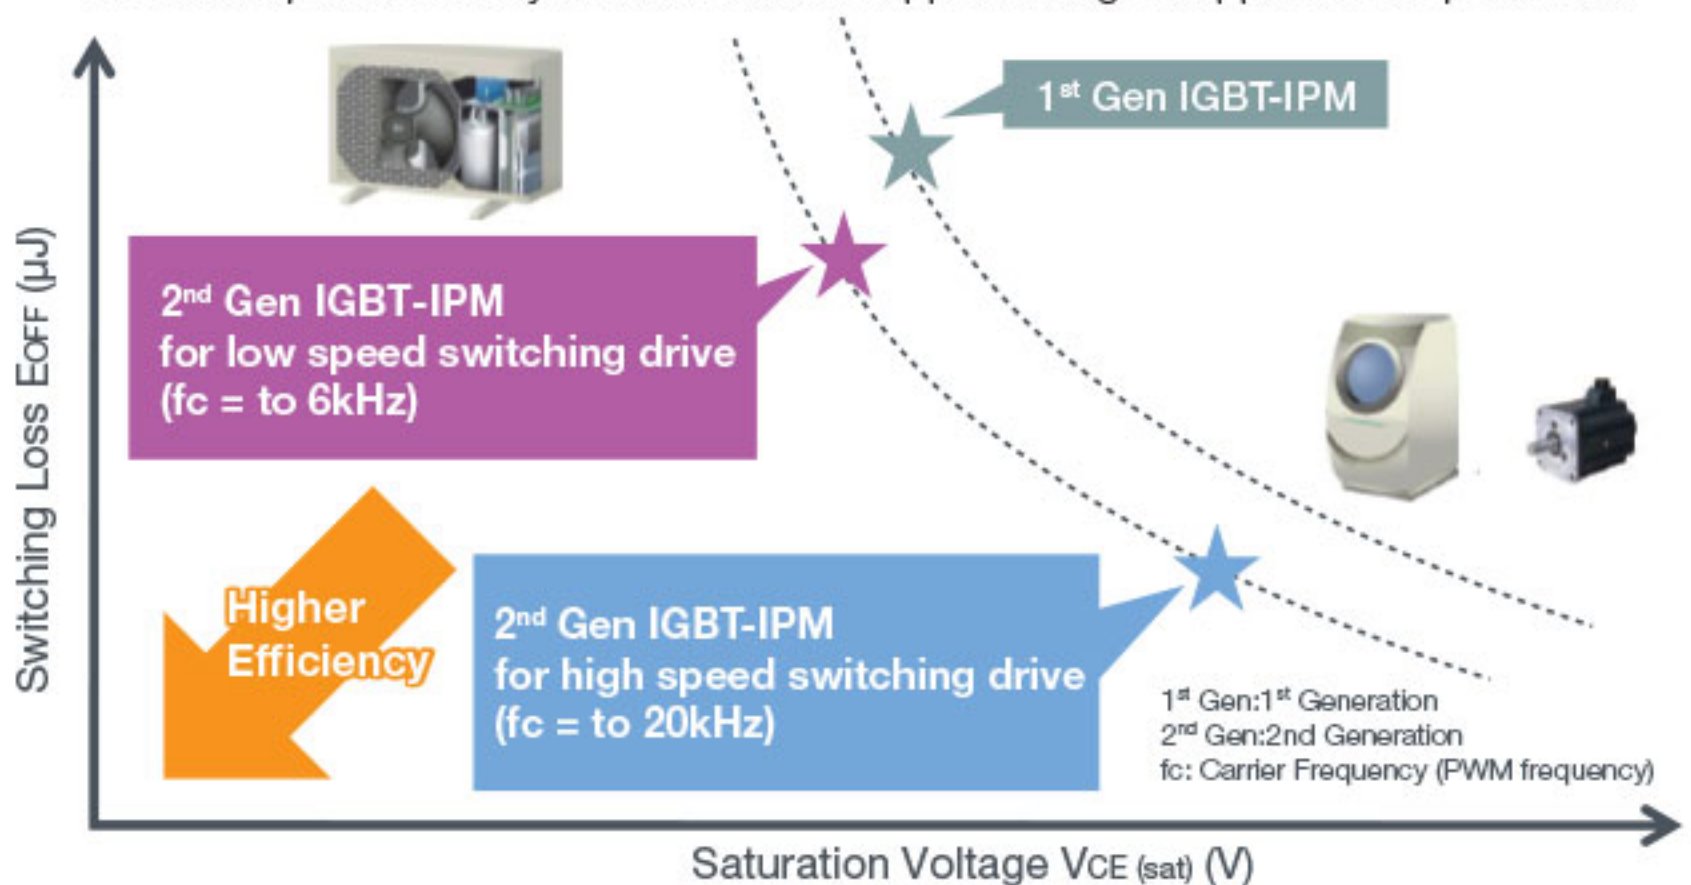 1st Gen IGBT-IPM
2nd Gen IGBT-IPM
for low speed switching drive
(fc = to 6kHz)
Switching Loss EOFF (µJ)
Higher
Efficiency
2nd Gen IGBT-IPM
for high speed switching drive
(fc = to 20kHz)
1st Gen:1st Generation
2nd Gen:2nd Generation
fc: Carrier Frequency (PWM frequency)
Saturation Voltage VCE (sat) (V)